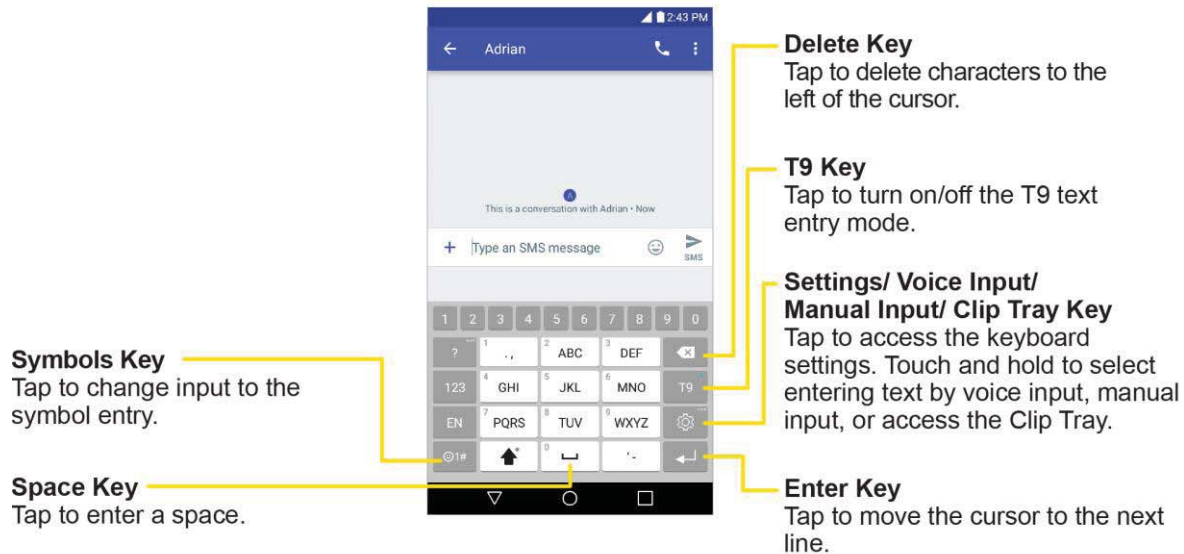 2:43 PM
Adrian
A
This is a conversation with Adrian • Now
Type an SMS message
SMS
1 2 3 4 5 6 7 8 9 0
? 1 ., 2 ABC 3 DEF
123 4 GHI 5 JKL 6 MNO T9
EN 7 PQRS 8 TUV 9 WXYZ
☺1# 0 '-
Symbols Key
Tap to change input to the
symbol entry.
Space Key
Tap to enter a space.
Delete Key
Tap to delete characters to the
left of the cursor.
T9 Key
Tap to turn on/off the T9 text
entry mode.
Settings/ Voice Input/
Manual Input/ Clip Tray Key
Tap to access the keyboard
settings. Touch and hold to select
entering text by voice input, manual
input, or access the Clip Tray.
Enter Key
Tap to move the cursor to the next
line.